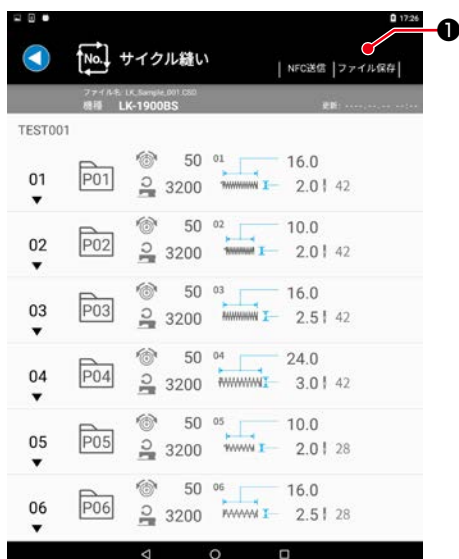 17:26
❶
No. サイクル縫い
NFC送信 ファイル保存
ファイル名: LK_Sample_001.CSD
機種 LK-1900BS 更新: ----.--.-- --:--
TEST001
01 P01 50 01 16.0
3200 2.0 42
02 P02 50 02 10.0
3200 2.0 42
03 P03 50 03 16.0
3200 2.5 42
04 P04 50 04 24.0
3200 3.0 42
05 P05 50 05 10.0
3200 2.0 28
06 P06 50 06 16.0
3200 2.5 28